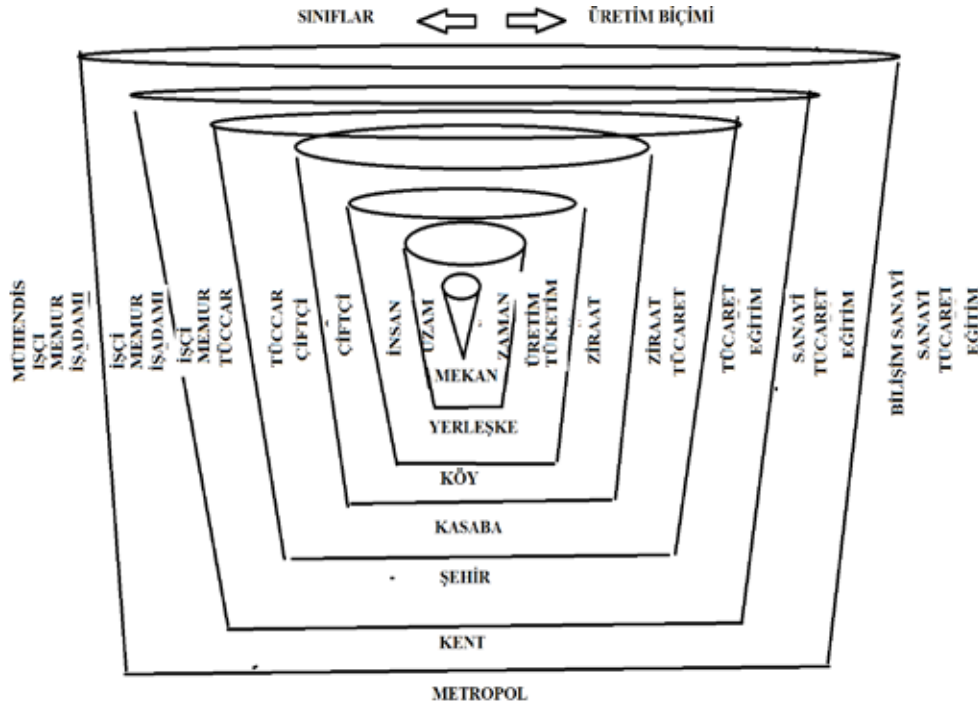 SINIFLAR
ÜRETİM BİÇİMİ
MÜHENDİS
İŞÇİ
MEMUR
İŞADAMI
İŞÇİ
MEMUR
İŞADAMI
İŞÇİ
MEMUR
TÜCCAR
TÜCCAR
ÇİFTÇİ
ÇİFTÇİ
İNSAN
UZAM
ZAMAN
ÜRETİM
TÜKETİM
ZİRAAT
ZİRAAT
TÜCARET
TÜCARET
EĞİTİM
SANAYİ
TUCARET
EĞİTİM
BİLİŞİM SANAYİ
SANAYI
TUCARET
EĞİTİM
MEKAN
YERLEŞKE
KÖY
KASABA
ŞEHİR
KENT
METROPOL